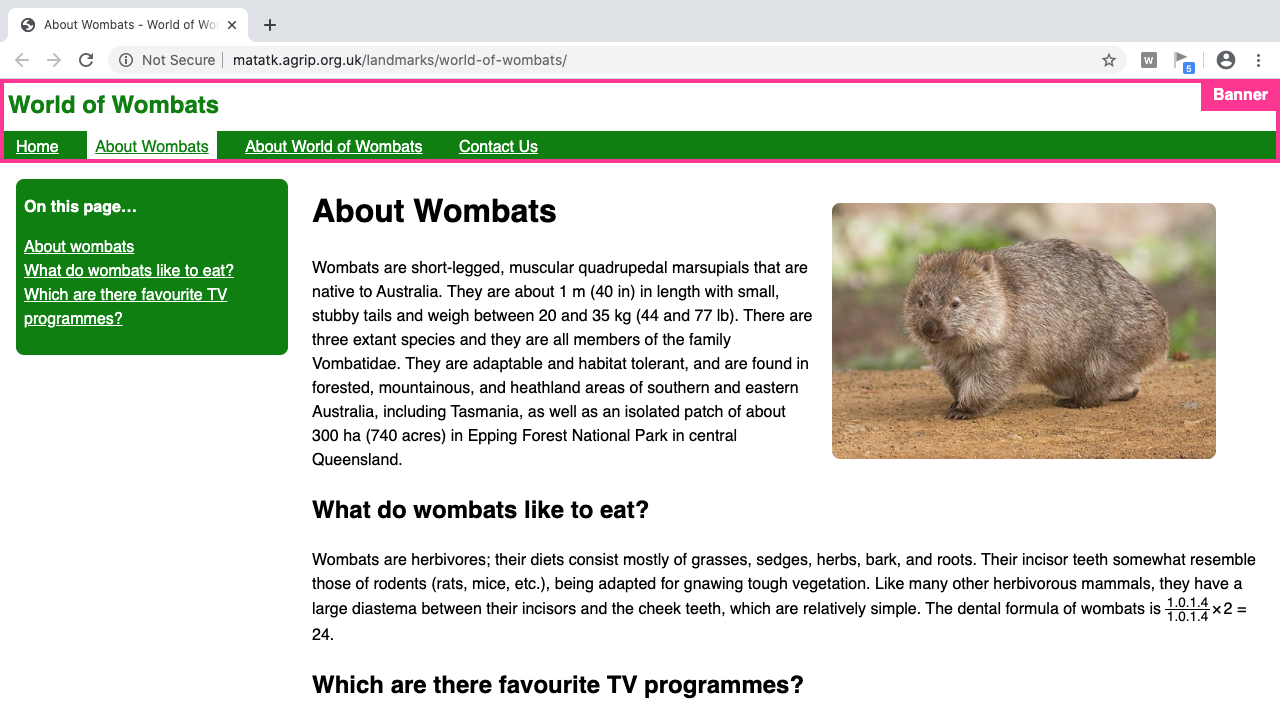 About Wombats - World of Wo
Not Secure | matatk.agrip.org.uk/landmarks/world-of-wombats/
W
5
World of Wombats
Banner
Home About Wombats About World of Wombats Contact Us
On this page…
About wombats
What do wombats like to eat?
Which are there favourite TV
programmes?
About Wombats
Wombats are short-legged, muscular quadrupedal marsupials that are
native to Australia. They are about 1 m (40 in) in length with small,
stubby tails and weigh between 20 and 35 kg (44 and 77 lb). There are
three extant species and they are all members of the family
Vombatidae. They are adaptable and habitat tolerant, and are found in
forested, mountainous, and heathland areas of southern and eastern
Australia, including Tasmania, as well as an isolated patch of about
300 ha (740 acres) in Epping Forest National Park in central
Queensland.
What do wombats like to eat?
Wombats are herbivores; their diets consist mostly of grasses, sedges, herbs, bark, and roots. Their incisor teeth somewhat resemble
those of rodents (rats, mice, etc.), being adapted for gnawing tough vegetation. Like many other herbivorous mammals, they have a
large diastema between their incisors and the cheek teeth, which are relatively simple. The dental formula of wombats is 1.0.1.4/1.0.1.4 × 2 =
24.
Which are there favourite TV programmes?